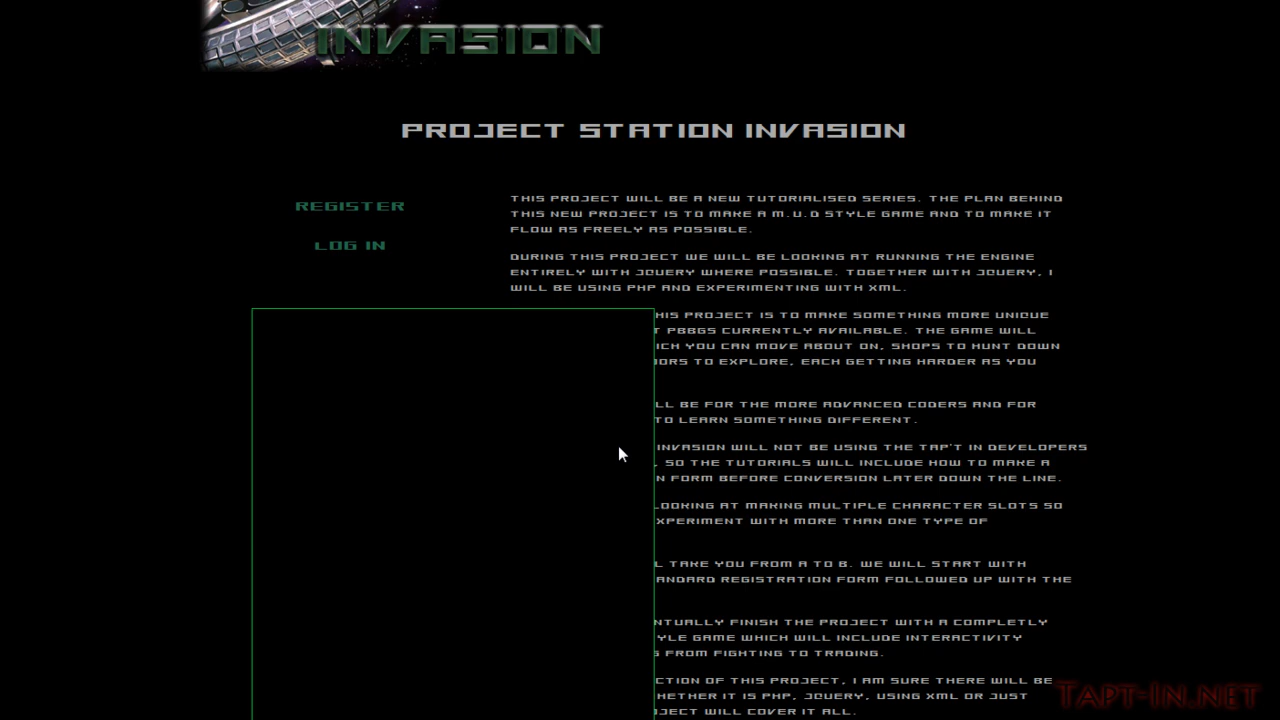 INVASION
PROJECT STATION INVASION
REGISTER
LOG IN
THIS PROJECT WILL BE A NEW TUTORIALISED SERIES. THE PLAN BEHIND
THIS NEW PROJECT IS TO MAKE A M.U.D STYLE GAME AND TO MAKE IT
FLOW AS FREELY AS POSSIBLE.
DURING THIS PROJECT WE WILL BE LOOKING AT RUNNING THE ENGINE
ENTIRELY WITH JQUERY WHERE POSSIBLE. TOGETHER WITH JQUERY, I
WILL BE USING PHP AND EXPERIMENTING WITH XML.
HIS PROJECT IS TO MAKE SOMETHING MORE UNIQUE
T PBBGS CURRENTLY AVAILABLE. THE GAME WILL
ICH YOU CAN MOVE ABOUT ON, SHOPS TO HUNT DOWN
ORS TO EXPLORE, EACH GETTING HARDER AS YOU
LL BE FOR THE MORE ADVANCED CODERS AND FOR
TO LEARN SOMETHING DIFFERENT.
INVASION WILL NOT BE USING THE TAP'T IN DEVELOPERS
, SO THE TUTORIALS WILL INCLUDE HOW TO MAKE A
N FORM BEFORE CONVERSION LATER DOWN THE LINE.
LOOKING AT MAKING MULTIPLE CHARACTER SLOTS SO
XPERIMENT WITH MORE THAN ONE TYPE OF
L TAKE YOU FROM A TO B. WE WILL START WITH
ANDARD REGISTRATION FORM FOLLOWED UP WITH THE
NTUALLY FINISH THE PROJECT WITH A COMPLETLY
YLE GAME WHICH WILL INCLUDE INTERACTIVITY
S FROM FIGHTING TO TRADING.
CTION OF THIS PROJECT, I AM SURE THERE WILL BE
HETHER IT IS PHP, JQUERY, USING XML OR JUST
OJECT WILL COVER IT ALL.
TAPT-IN.NET